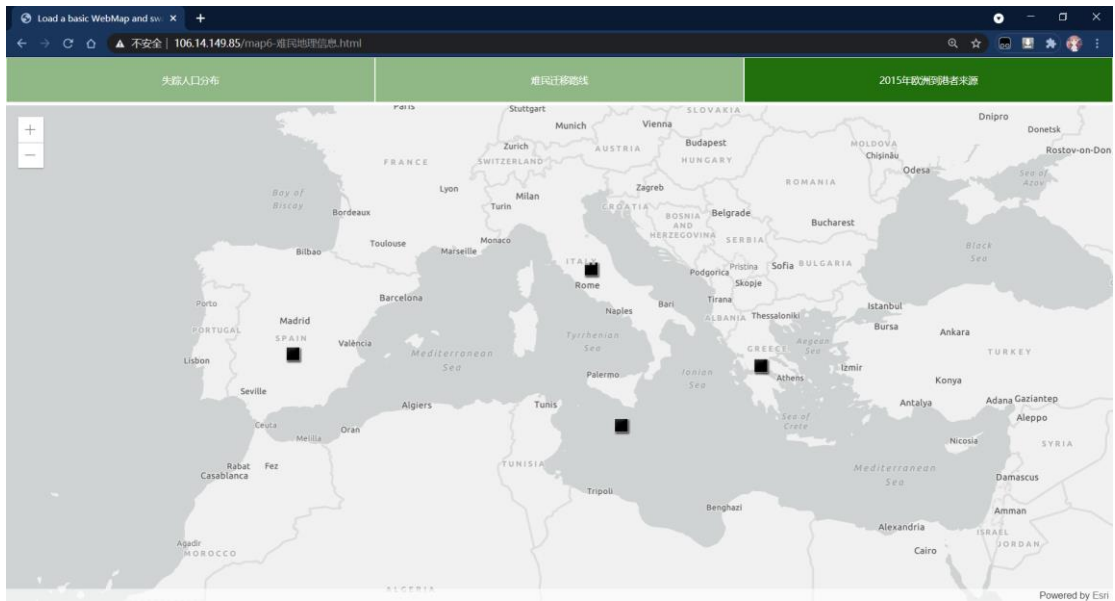 Load a basic WebMap and sw
不安全 | 106.14.149.85/map6-难民地理信息.html
失踪人口分布
难民迁移路线
2015年欧洲到港者来源
Paris
Stuttgart
SLOVAKIA
Dnipro
Munich
Vienna
Donetsk
Zurich
Budapest
MOLDOVA
Rostov-on-Don
AUSTRIA
Chișinău
FRANCE
SWITZERLAND
HUNGARY
Odesa
Sea of
Azov
ROMANIA
Lyon
Milan
Zagreb
Bay of
Biscay
Turin
CROATIA
Bordeaux
BOSNIA
AND
HERZEGOVINA
Belgrade
Bucharest
Toulouse
Monaco
SERBIA
Black
Sea
Bilbao
Marseille
ITALY
Pristina
Sofia
BULGARIA
Podgorica
Skopje
Rome
Porto
Barcelona
Tirana
Istanbul
Naples
Bari
ALBANIA
Thessaloniki
Madrid
Bursa
Ankara
PORTUGAL
SPAIN
València
Tyrrhenian
Sea
Aegean
Sea
GREECE
TURKEY
Mediterranean
Sea
Lisbon
Palermo
Ionian
Sea
Athens
Izmir
Konya
Seville
Algiers
Tunis
Antalya
Adana
Gaziantep
Aleppo
Ceuta
Oran
Sea of
Crete
Melilla
Nicosia
SYRIA
Rabat
Fez
TUNISIA
Mediterranean
Sea
Casablanca
Damascus
Tripoli
Benghazi
Amman
Alexandria
ISRAEL
Agadir
MOROCCO
JORDAN
Cairo
ALGERIA
Powered by Esri